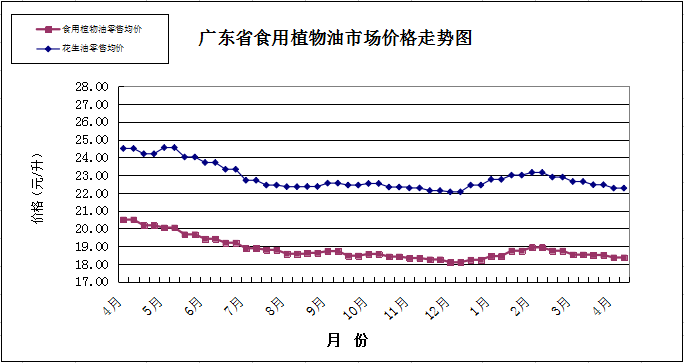 食用植物油零售均价
花生油零售均价
广东省食用植物油市场价格走势图
价格（元/升）
28.00
27.00
26.00
25.00
24.00
23.00
22.00
21.00
20.00
19.00
18.00
4月 5月 6月 7月 8月 9月 10月 11月 12月 1月 2月 3月 4月
月 份